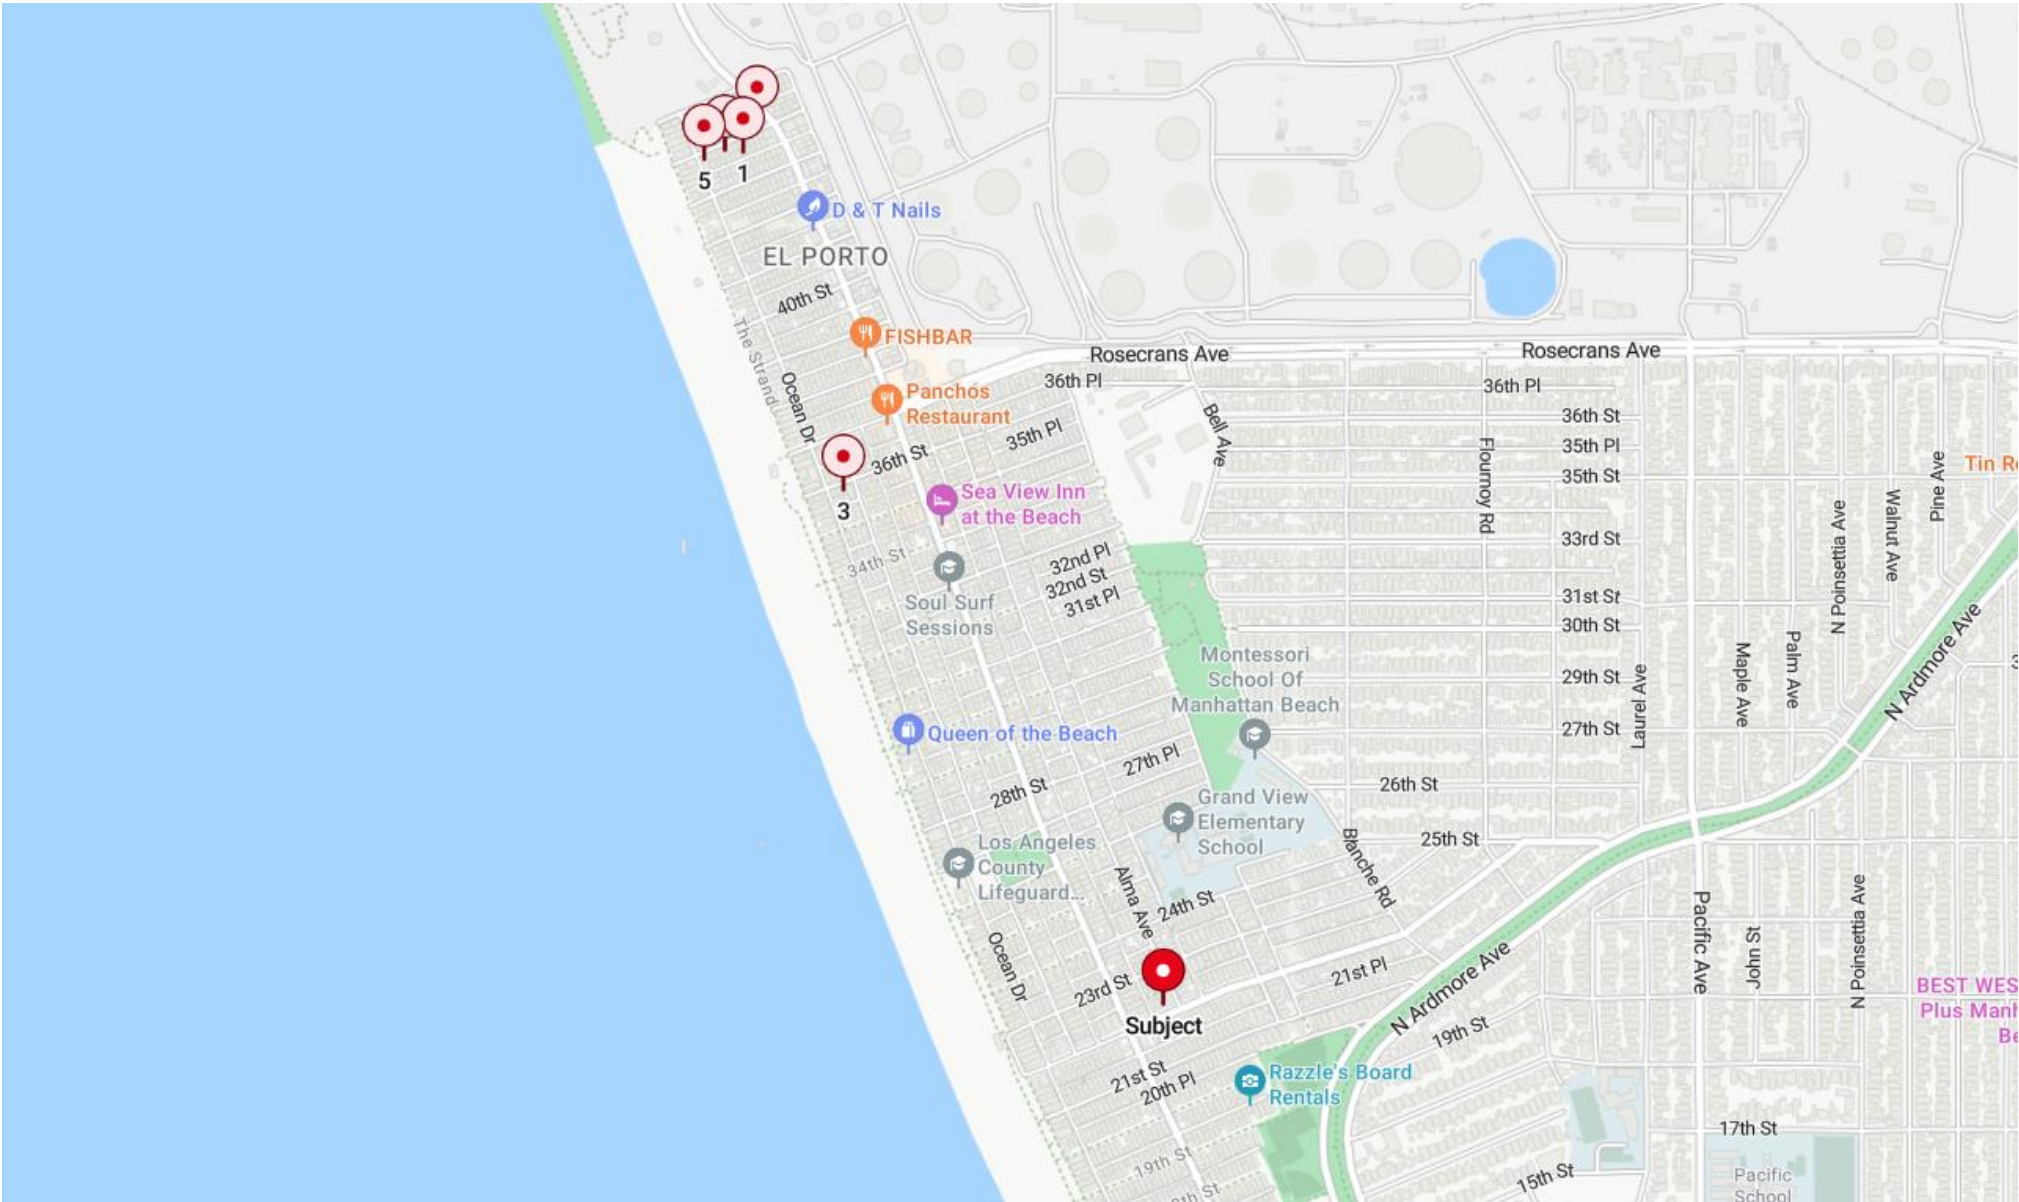 5
1
D & T Nails
EL PORTO
40th St
FISHBAR
The Strand
Rosecrans Ave
Rosecrans Ave
36th Pl
36th Pl
Ocean Dr
Panchos
Restaurant
Bell Ave
36th St
35th Pl
35th Pl
36th St
Flournoy Rd
35th St
Pine Ave
3
Sea View Inn
at the Beach
Walnut Ave
N Poinsettia Ave
34th St
33rd St
32nd Pl
32nd St
31st Pl
31st St
Soul Surf
Sessions
30th St
N Ardmore Ave
Montessori
School Of
Manhattan Beach
29th St
Laurel Ave
Maple Ave
Palm Ave
Queen of the Beach
27th St
27th Pl
28th St
26th St
Grand View
Elementary
School
25th St
Blanche Rd
Los Angeles
County
Lifeguard...
Alma Ave
24th St
Pacific Ave
John St
N Poinsettia Ave
Ocean Dr
23rd St
21st Pl
N Ardmore Ave
BEST WES
Plus Manh
Be
Subject
19th St
21st St
20th Pl
Razzle's Board
Rentals
17th St
19th St
15th St
Pacific
School